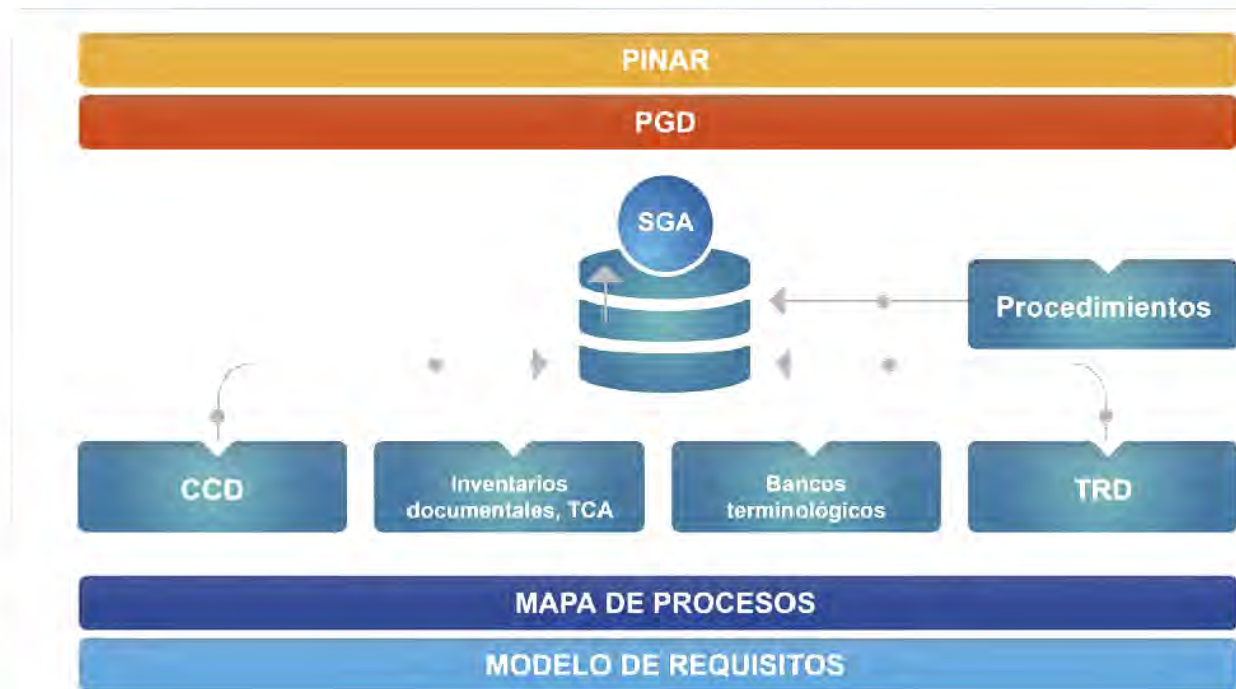 PINAR
PGD
SGA
Procedimientos
CCD
Inventarios
documentales, TCA
Bancos
terminológicos
TRD
MAPA DE PROCESOS
MODELO DE REQUISITOS